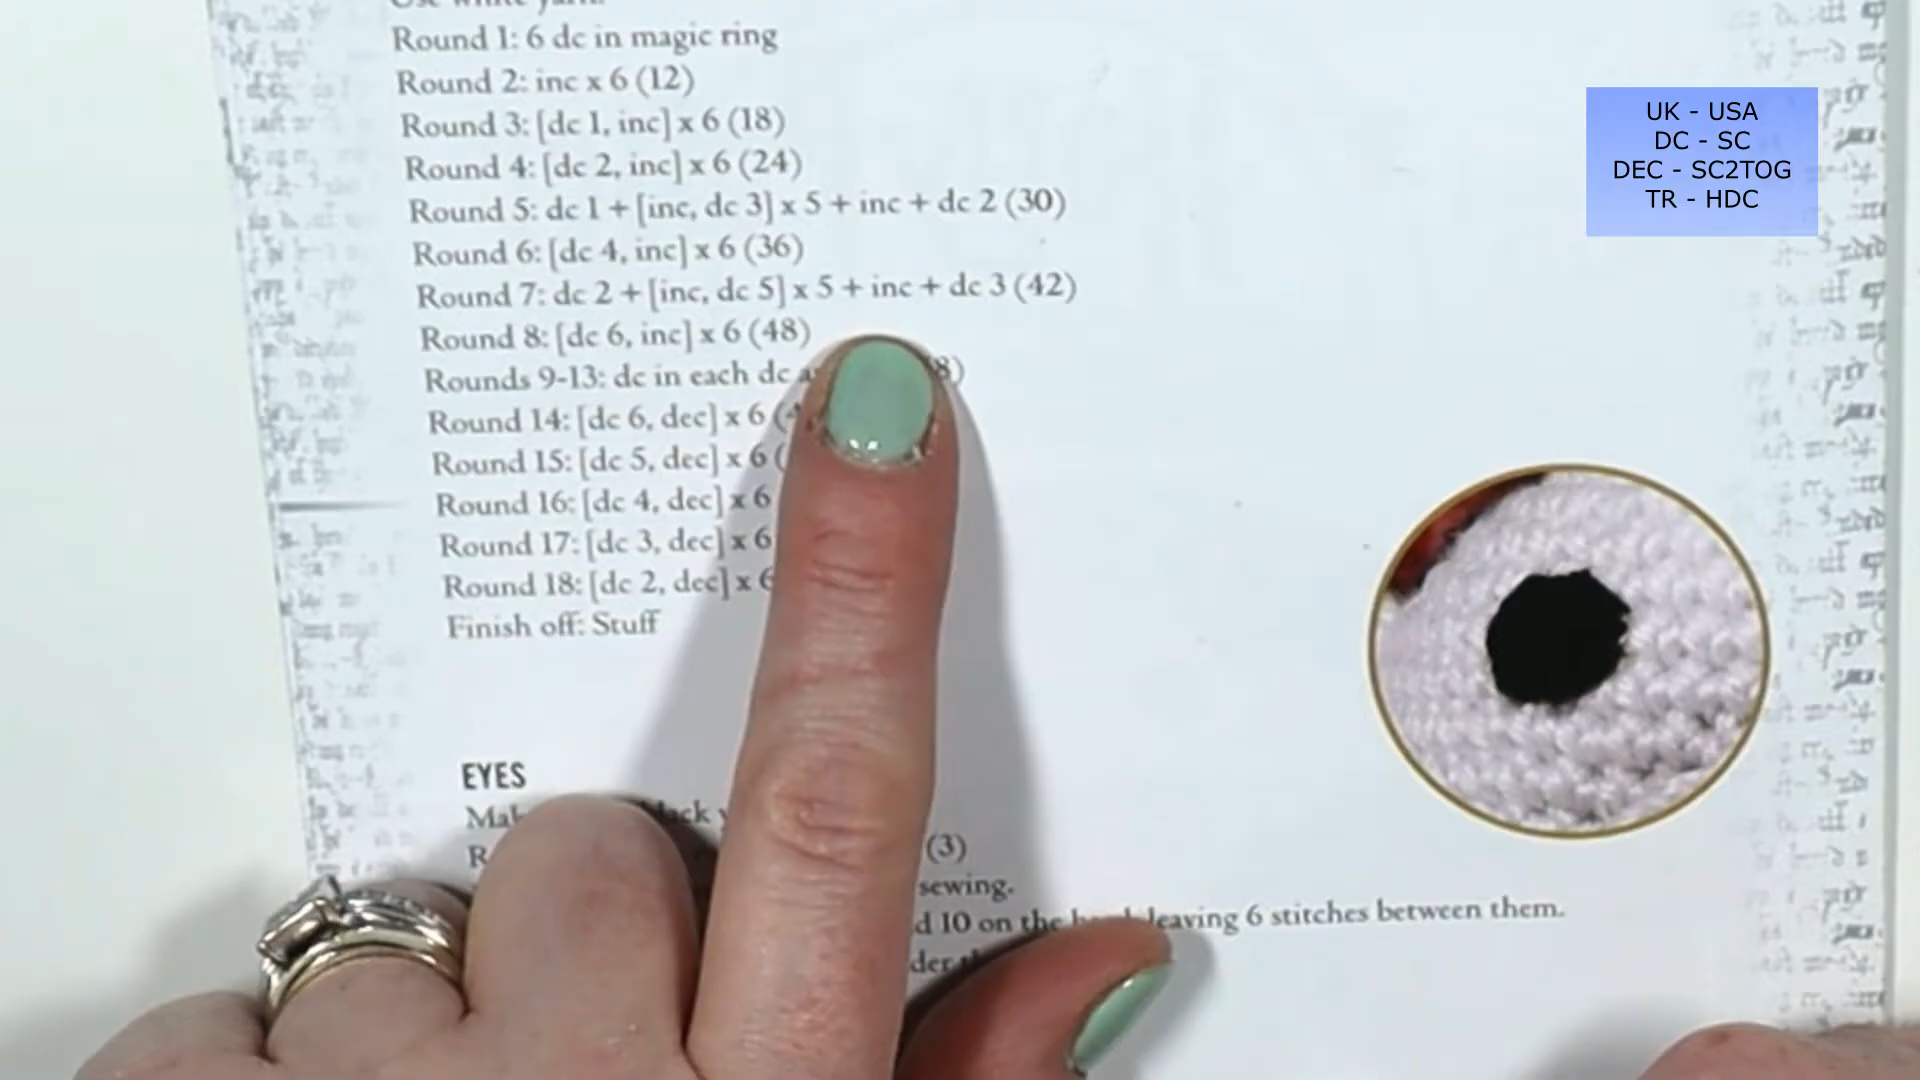 Round 1: 6 dc in magic ring
Round 2: inc x 6 (12)
Round 3: [dc 1, inc] x 6 (18)
Round 4: [dc 2, inc] x 6 (24)
Round 5: dc 1 + [inc, dc 3] x 5 + inc + dc 2 (30)
Round 6: [dc 4, inc] x 6 (36)
Round 7: dc 2 + [inc, dc 5] x 5 + inc + dc 3 (42)
Round 8: [dc 6, inc] x 6 (48)
Rounds 9-13: dc in each dc
Round 14: [dc 6, dec] x 6
Round 15: [dc 5, dec] x 6
Round 16: [dc 4, dec] x 6
Round 17: [dc 3, dec] x 6
Round 18: [dc 2, dec] x 6
Finish off: Stuff
EYES
(3)
sewing.
10 on the leaving 6 stitches between them.
UK - USA
DC - SC
DEC - SC2TOG
TR - HDC